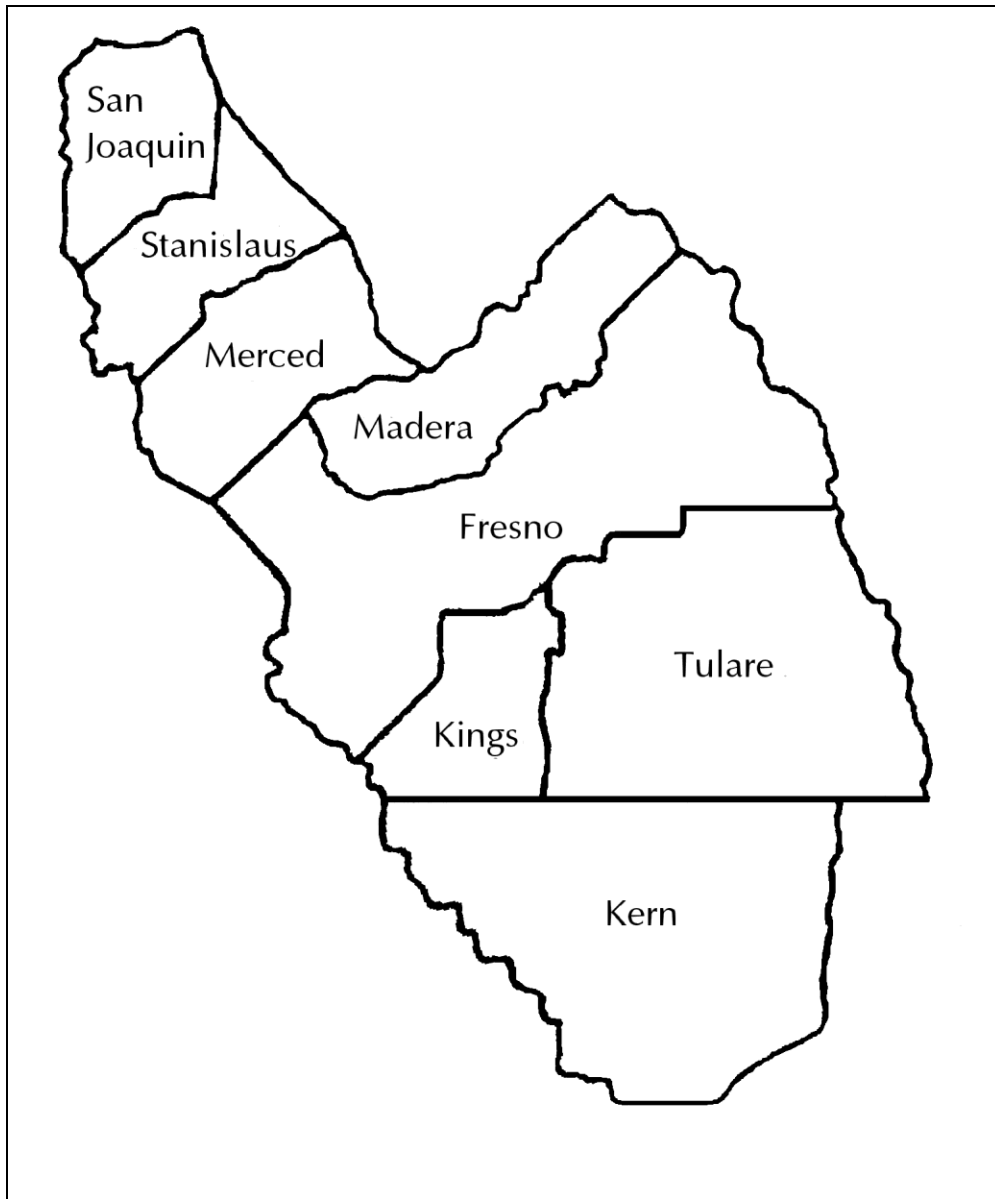 San
Joaquin
Stanislaus
Merced
Madera
Fresno
Tulare
Kings
Kern